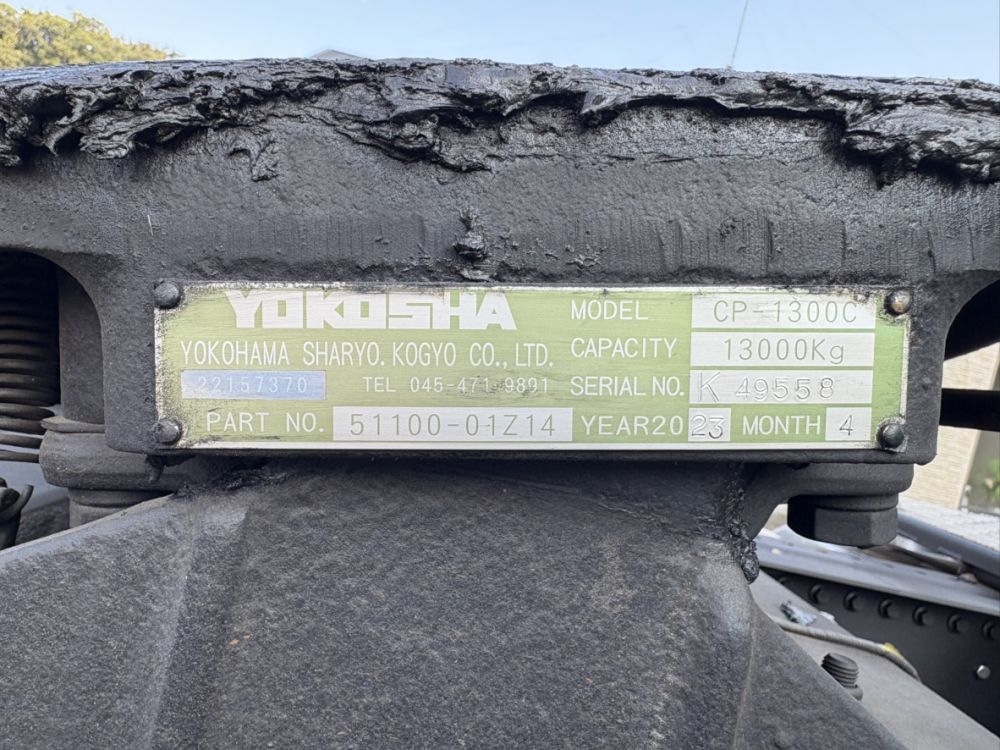 YOKOSHA MODEL CP-1300C
YOKOHAMA SHARYO.KOGYO CO.,LTD. CAPACITY 13000Kg
22157370 TEL 045-471-9891 SERIAL NO. K 49558
PART NO. 51100-01Z14 YEAR2023 MONTH 4